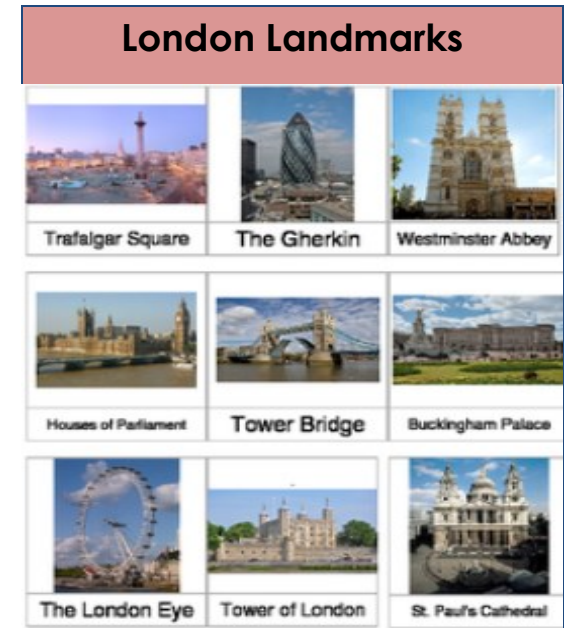 London Landmarks
Trafalgar Square
The Gherkin
Westminster Abbey
Houses of Parliament
Tower Bridge
Buckingham Palace
The London Eye
Tower of London
St. Paul's Cathedral